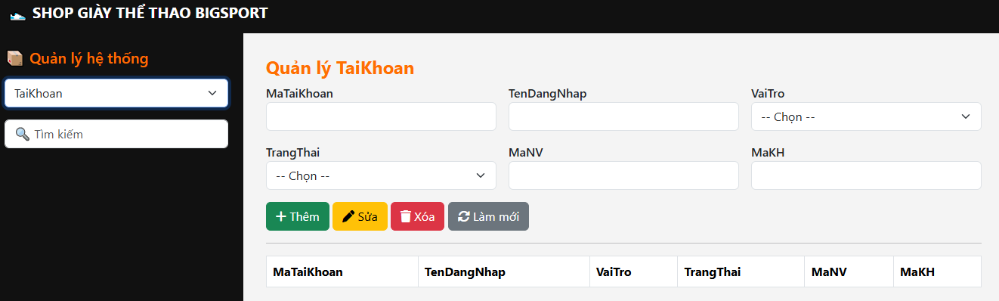 SHOP GIÀY THỂ THAO BIGSPORT
Quản lý hệ thống
TaiKhoan
Tìm kiếm
Quản lý TaiKhoan
MaTaiKhoan TenDangNhap VaiTro
-- Chọn --
TrangThai MaNV MaKH
-- Chọn --
Thêm Sửa Xóa Làm mới
MaTaiKhoan TenDangNhap VaiTro TrangThai MaNV MaKH